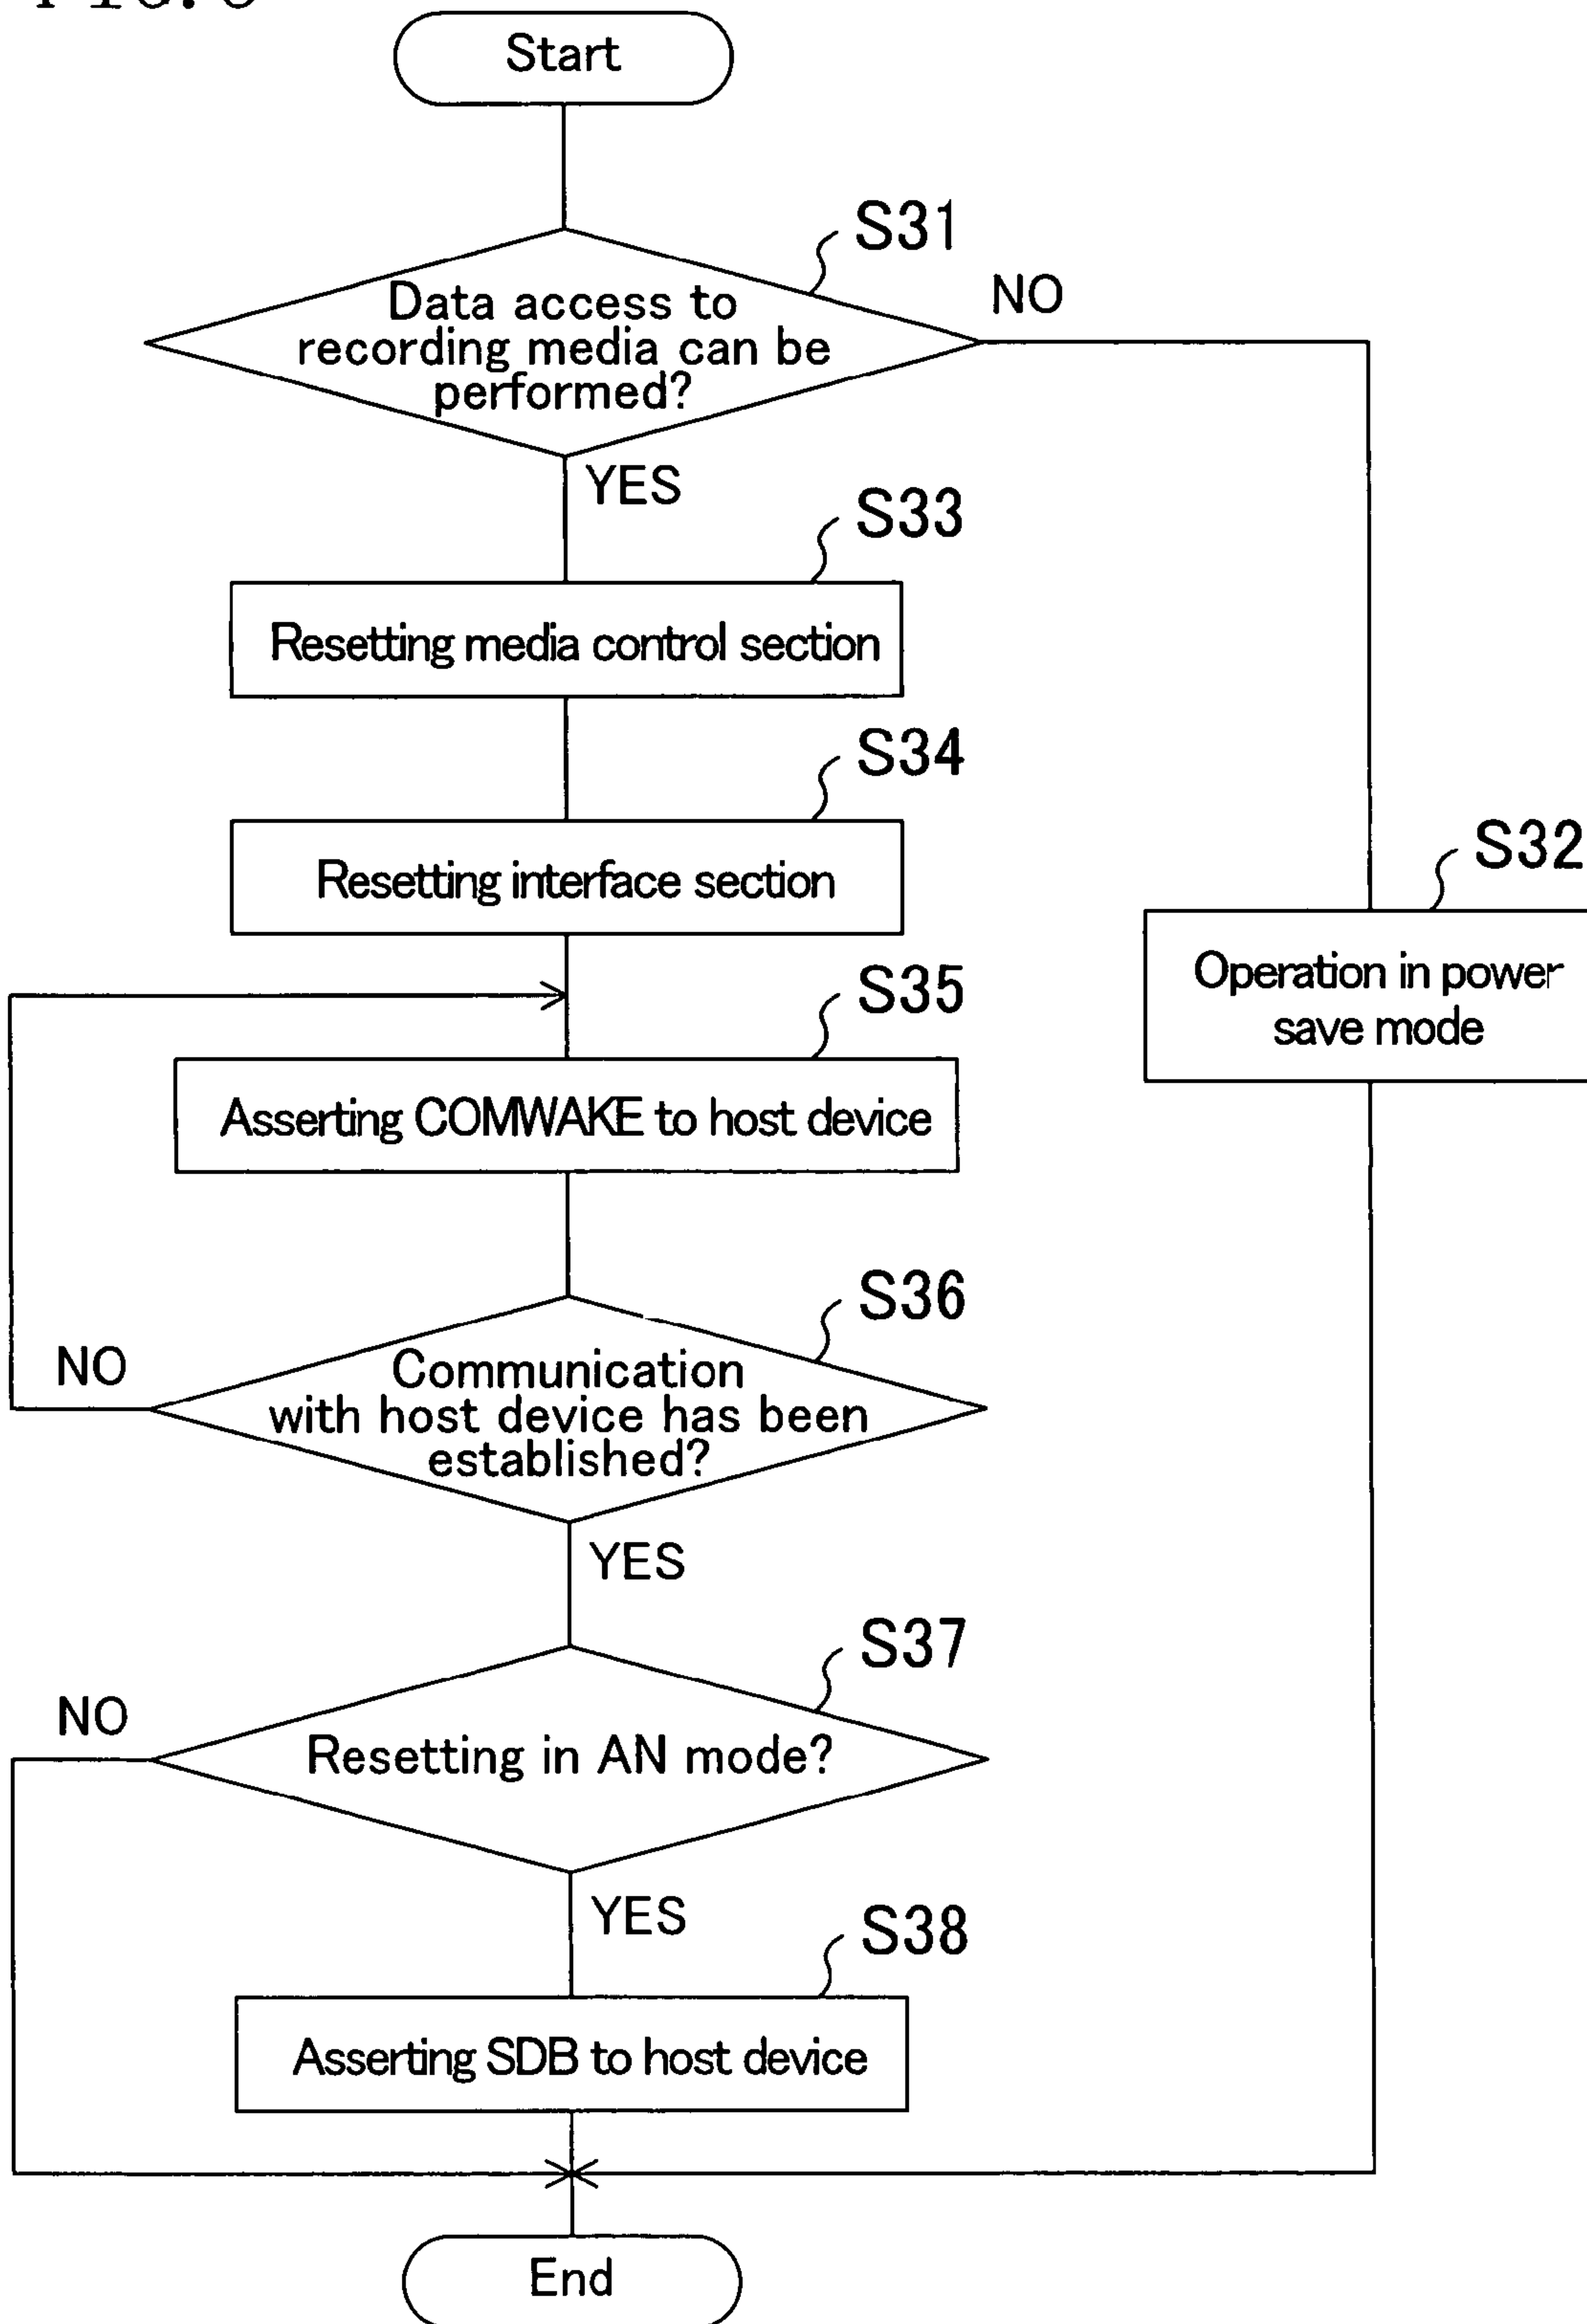 Start
S31
Data access to
recording media can be
performed?
NO
YES
S33
Resetting media control section
S34
Resetting interface section
S32
Operation in power
save mode
S35
Asserting COMWAKE to host device
S36
Communication
with host device has been
established?
NO
YES
S37
NO
Resetting in AN mode?
YES
S38
Asserting SDB to host device
End